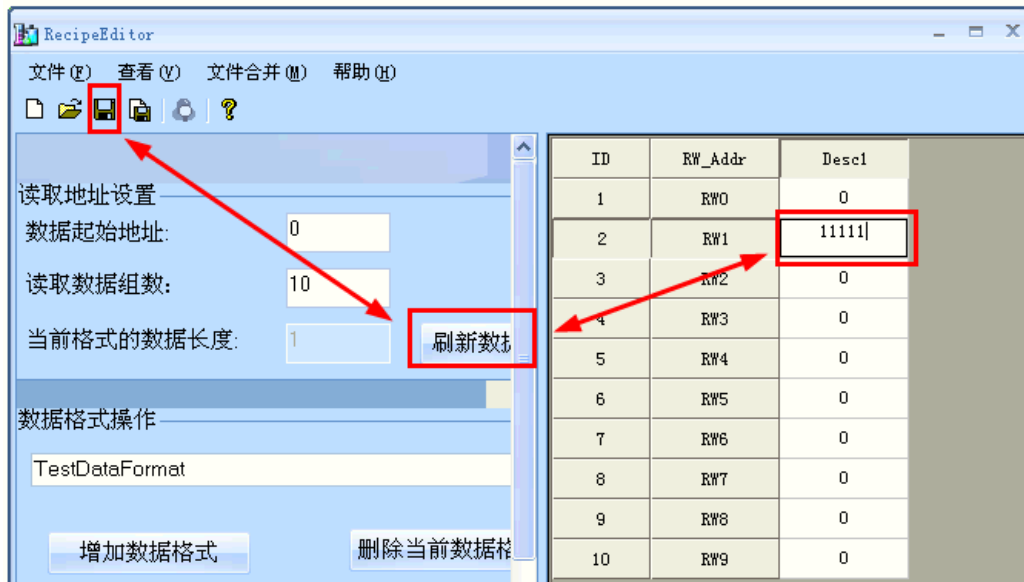 RecipeEditor
文件(F) 查看(V) 文件合并(M) 帮助(H)
读取地址设置
数据起始地址: 0
读取数据组数: 10
当前格式的数据长度: 1
刷新数据
数据格式操作
TestDataFormat
增加数据格式 删除当前数据格
ID RW_Addr Desc1
1 RW0 0
2 RW1 11111
3 RW2 0
4 RW3 0
5 RW4 0
6 RW5 0
7 RW6 0
8 RW7 0
9 RW8 0
10 RW9 0